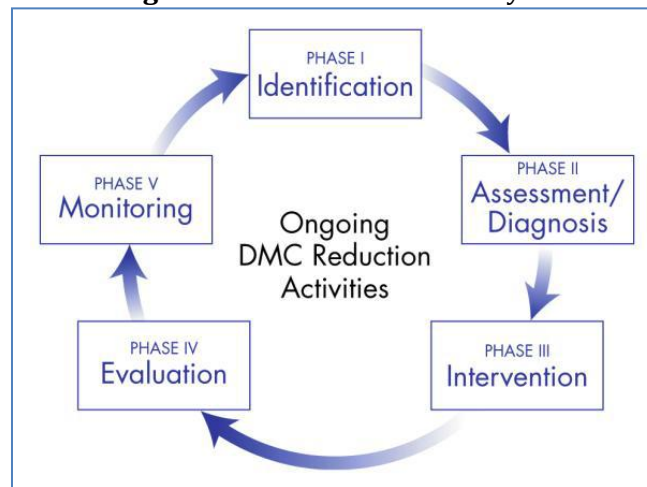 PHASE I
Identification
PHASE II
Assessment/
Diagnosis
PHASE III
Intervention
PHASE IV
Evaluation
PHASE V
Monitoring
Ongoing
DMC Reduction
Activities